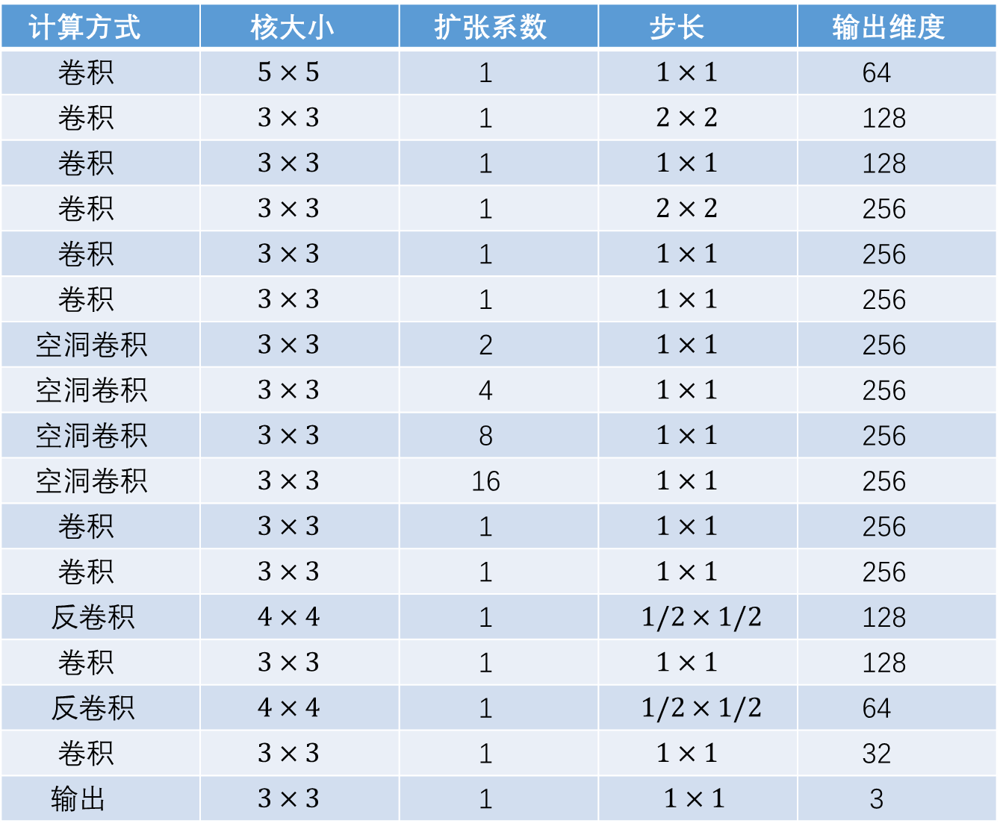 计算方式 核大小 扩张系数 步长 输出维度
卷积 5 × 5 1 1 × 1 64
卷积 3 × 3 1 2 × 2 128
卷积 3 × 3 1 1 × 1 128
卷积 3 × 3 1 2 × 2 256
卷积 3 × 3 1 1 × 1 256
卷积 3 × 3 1 1 × 1 256
空洞卷积 3 × 3 2 1 × 1 256
空洞卷积 3 × 3 4 1 × 1 256
空洞卷积 3 × 3 8 1 × 1 256
空洞卷积 3 × 3 16 1 × 1 256
卷积 3 × 3 1 1 × 1 256
卷积 3 × 3 1 1 × 1 256
反卷积 4 × 4 1 1/2 × 1/2 128
卷积 3 × 3 1 1 × 1 128
反卷积 4 × 4 1 1/2 × 1/2 64
卷积 3 × 3 1 1 × 1 32
输出 3 × 3 1 1 × 1 3